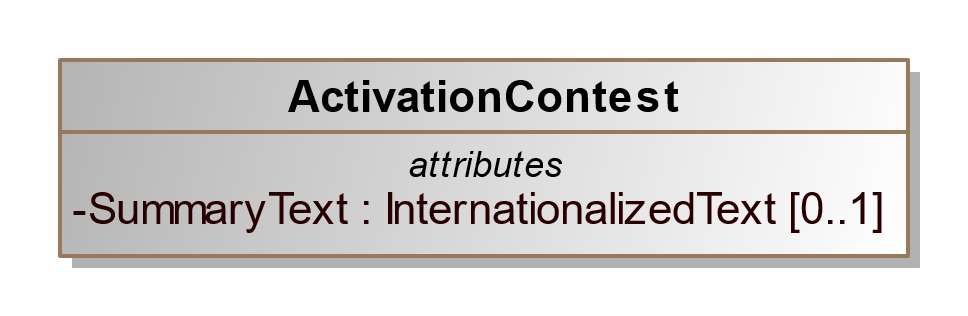 ActivationContest
attributes
-SummaryText : InternationalizedText [0..1]